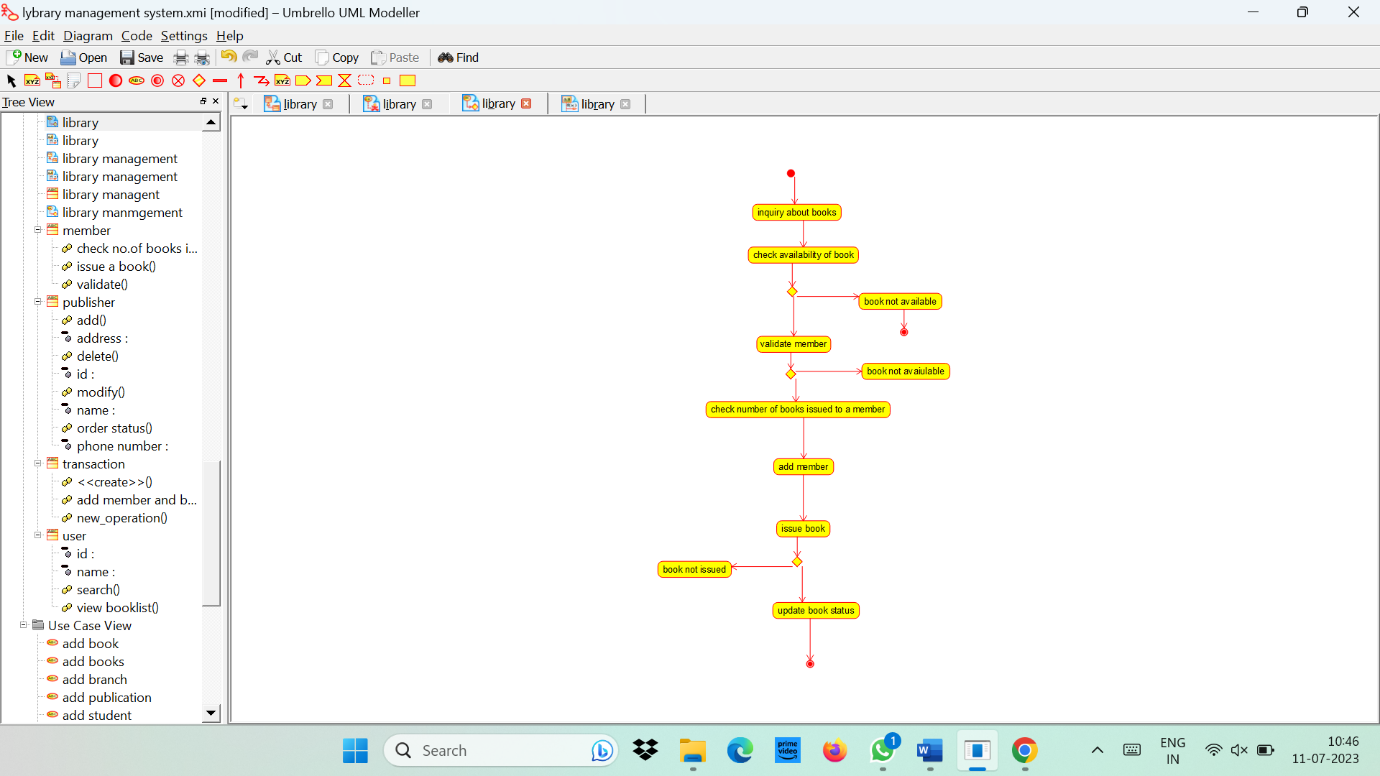 lybrary management system.xmi [modified] – Umbrello UML Modeller
File Edit Diagram Code Settings Help
New Open Save Cut Copy Paste Find
Tree View
library library library library
library
library
library management
library management
library managent
library manmgement
member
check no.of books i...
issue a book()
validate()
publisher
add()
address :
delete()
id :
modify()
name :
order status()
phone number :
transaction
<<create>>()
add member and b...
new_operation()
user
id :
name :
search()
view booklist()
Use Case View
add book
add books
add branch
add publication
add student
inquiry about books
check availability of book
book not available
validate member
book not avaiulable
check number of books issued to a member
add member
issue book
book not issued
update book status
Search
prime video
1
ENG
IN
10:46
11-07-2023